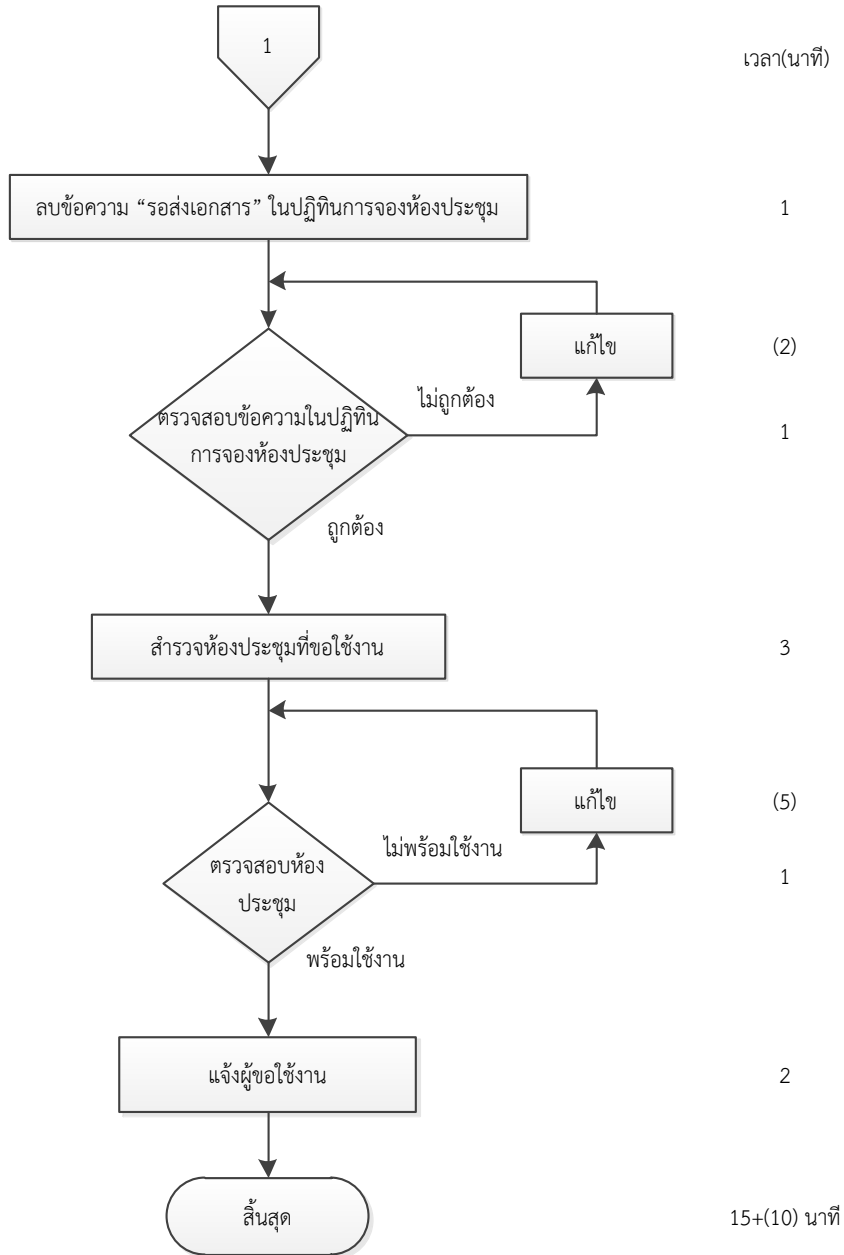 1
เวลา(นาที)
ลบข้อความ “รอส่งเอกสาร” ในปฏิทินการจองห้องประชุม
1
แก้ไข
(2)
ไม่ถูกต้อง
ตรวจสอบข้อความในปฏิทิน
การจองห้องประชุม
1
ถูกต้อง
สำรวจห้องประชุมที่ขอใช้งาน
3
แก้ไข
(5)
ไม่พร้อมใช้งาน
ตรวจสอบห้อง
ประชุม
1
พร้อมใช้งาน
แจ้งผู้ขอใช้งาน
2
สิ้นสุด
15+(10) นาที